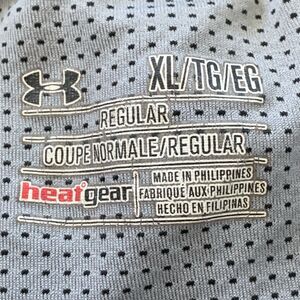 XL/TG/EG
REGULAR
COUPE NORMALE/REGULAR
heatgear
MADE IN PHILIPPINES
FABRIQUÉ AUX PHILIPPINES
HECHO EN FILIPINAS